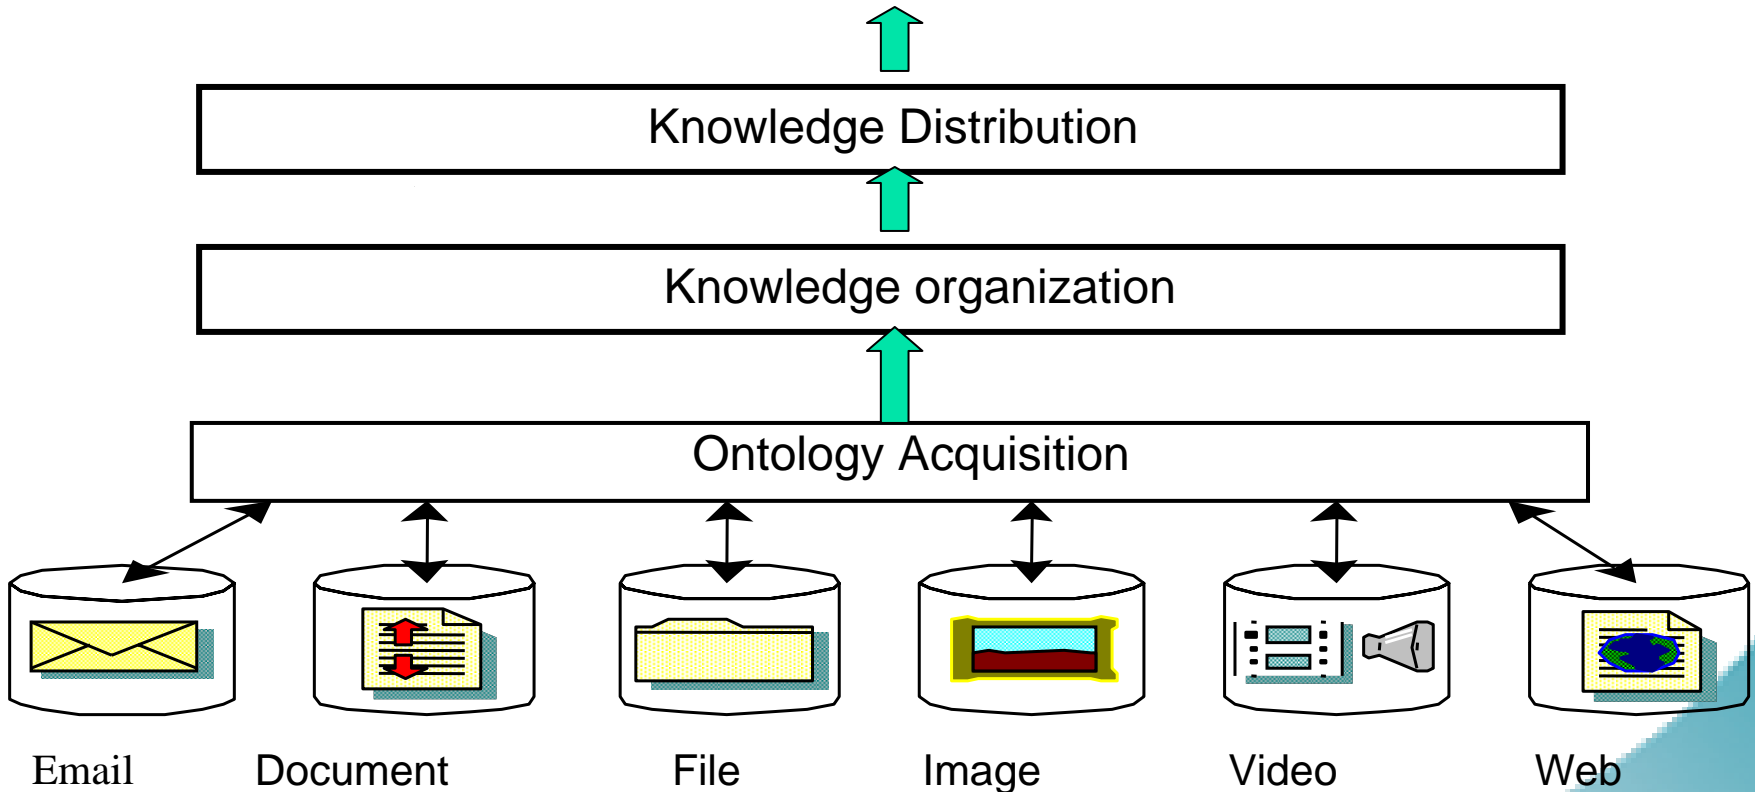 Knowledge Distribution
Knowledge organization
Ontology Acquisition
Email Document File Image Video Web